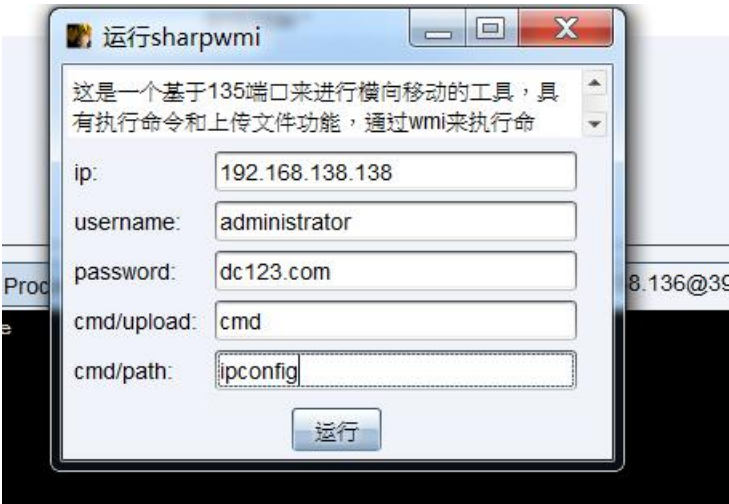 运行sharpwmi
这是一个基于135端口来进行横向移动的工具，具
有执行命令和上传文件功能，通过wmi来执行命
ip: 192.168.138.138
username: administrator
password: dc123.com
Proc
8.136@39
cmd/upload: cmd
e
cmd/path: ipconfig
运行